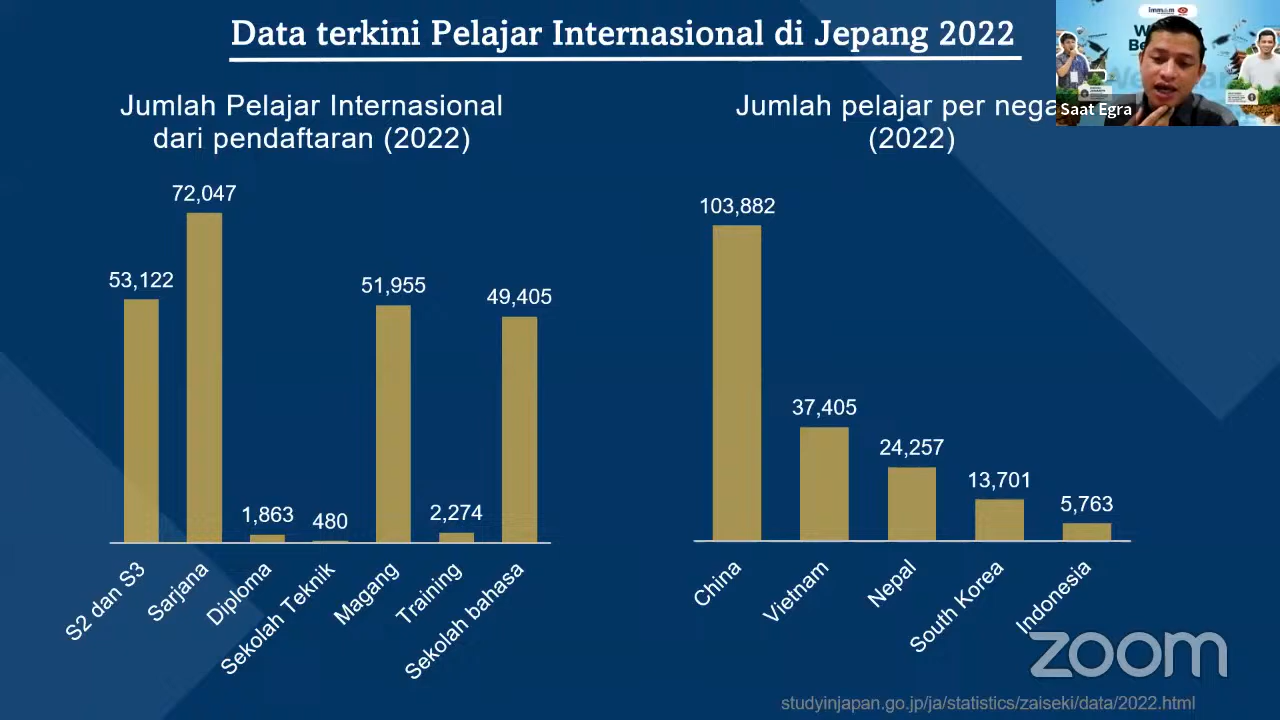 Data terkini Pelajar Internasional di Jepang 2022
immam
Saat Egra
Jumlah Pelajar Internasional
dari pendaftaran (2022)
72,047
53,122
51,955
49,405
1,863
480
2,274
S2 dan S3
Sarjana
Diploma
Sekolah Teknik
Magang
Training
Sekolah bahasa
Jumlah pelajar per nega
(2022)
103,882
37,405
24,257
13,701
5,763
China
Vietnam
Nepal
South Korea
Indonesia
zoom
studyinjapan.go.jp/ja/statistics/zaiseki/data/2022.html